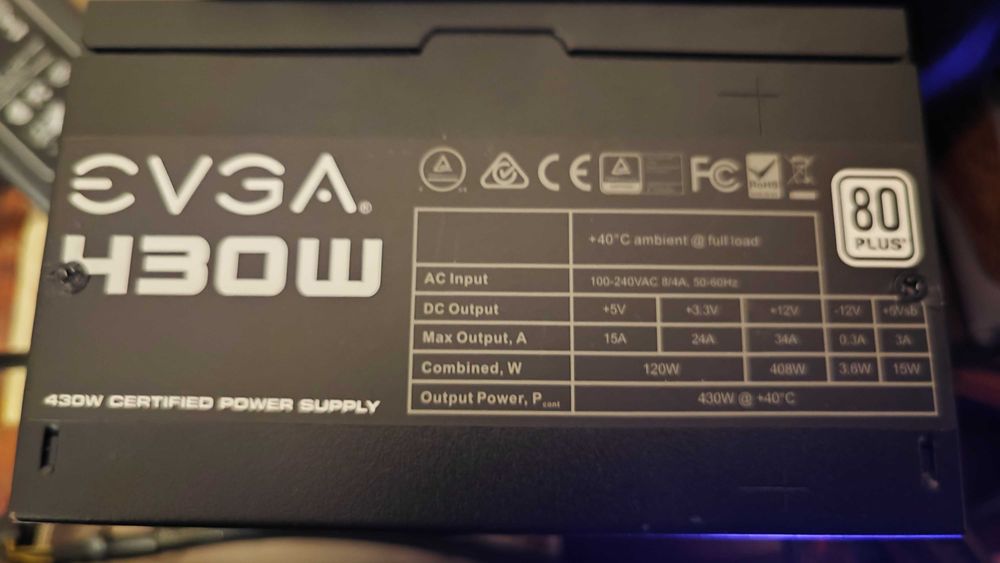 EVGA®
430W
430W CERTIFIED POWER SUPPLY
CE FC RoHS
80
PLUS®
+40°C ambient @ full load
AC Input 100-240VAC 8/4A, 50-60Hz
DC Output +5V +3.3V +12V -12V +5Vsb
Max Output, A 15A 24A 34A 0.3A 3A
Combined, W 120W 408W 3.6W 15W
Output Power, Pcont 430W @ +40°C